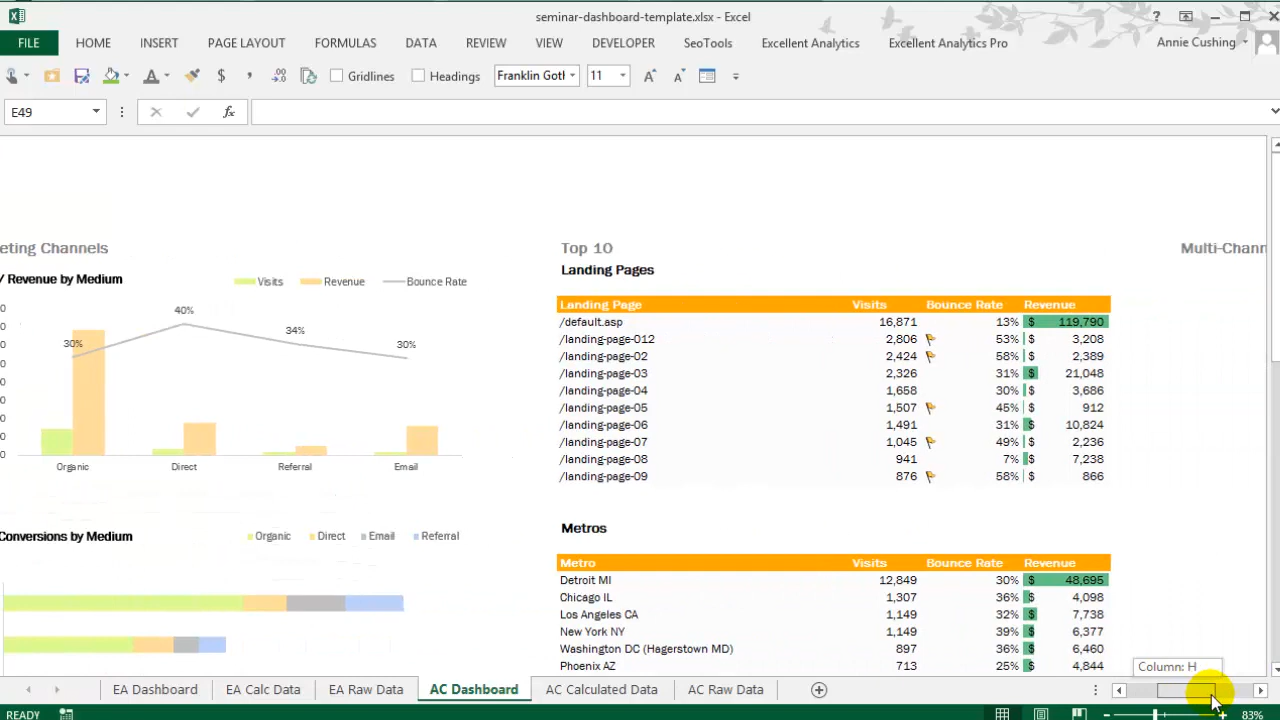 seminar-dashboard-template.xlsx - Excel
?
FILE HOME INSERT PAGE LAYOUT FORMULAS DATA REVIEW VIEW DEVELOPER SeoTools Excellent Analytics Excellent Analytics Pro Annie Cushing
A $ , Gridlines Headings Franklin Gotl 11 A A
E49 fx
eting Channels
/ Revenue by Medium
Visits Revenue Bounce Rate
40%
34%
30%
30%
Organic Direct Referral Email
Conversions by Medium
Organic Direct Email Referral
Top 10
Landing Pages
Landing Page Visits Bounce Rate Revenue
/default.asp 16,871 13% $ 119,790
/landing-page-012 2,806 53% $ 3,208
/landing-page-02 2,424 58% $ 2,389
/landing-page-03 2,326 31% $ 21,048
/landing-page-04 1,658 30% $ 3,686
/landing-page-05 1,507 45% $ 912
/landing-page-06 1,491 31% $ 10,824
/landing-page-07 1,045 49% $ 2,236
/landing-page-08 941 7% $ 7,238
/landing-page-09 876 58% $ 866
Metros
Metro Visits Bounce Rate Revenue
Detroit MI 12,849 30% $ 48,695
Chicago IL 1,307 36% $ 4,098
Los Angeles CA 1,149 32% $ 7,738
New York NY 1,149 39% $ 6,377
Washington DC (Hagerstown MD) 897 36% $ 6,460
Phoenix AZ 713 25% $ 4,844
Multi-Chann
Column: H
EA Dashboard EA Calc Data EA Raw Data AC Dashboard AC Calculated Data AC Raw Data
READY 83%